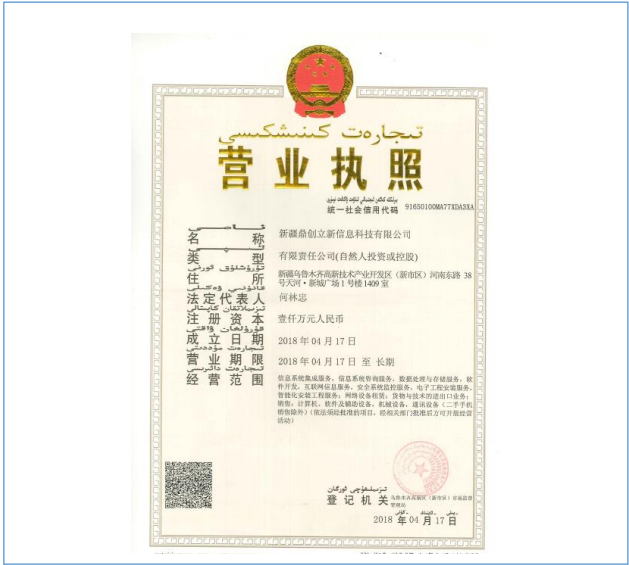 تىجارەت كىنىشكىسى
营业执照
统一社会信用代码 91650100MA77XDA3XA
名称 新疆鼎创立新信息科技有限公司
类型 有限责任公司(自然人投资或控股)
住所 新疆乌鲁木齐高新技术产业开发区（新市区）河南东路 38
号天河·新城广场 1 号楼 1409 室
法定代表人 何林忠
注册资本 壹仟万元人民币
成立日期 2018 年 04 月 17 日
营业期限 2018 年 04 月 17 日 至 长期
经营范围 信息系统集成服务，信息系统咨询服务，数据处理与存储服务，软
件开发，互联网信息服务，安全系统监控服务，电子工程安装服务，
智能化安装工程服务；网络设备租赁；货物与技术的进出口业务；
销售：计算机、软件及辅助设备，机械设备，通讯设备（二手手机
销售除外）（依法须经批准的项目，经相关部门批准后方可开展经营
活动）
登记机关
2018 年 04 月 17 日